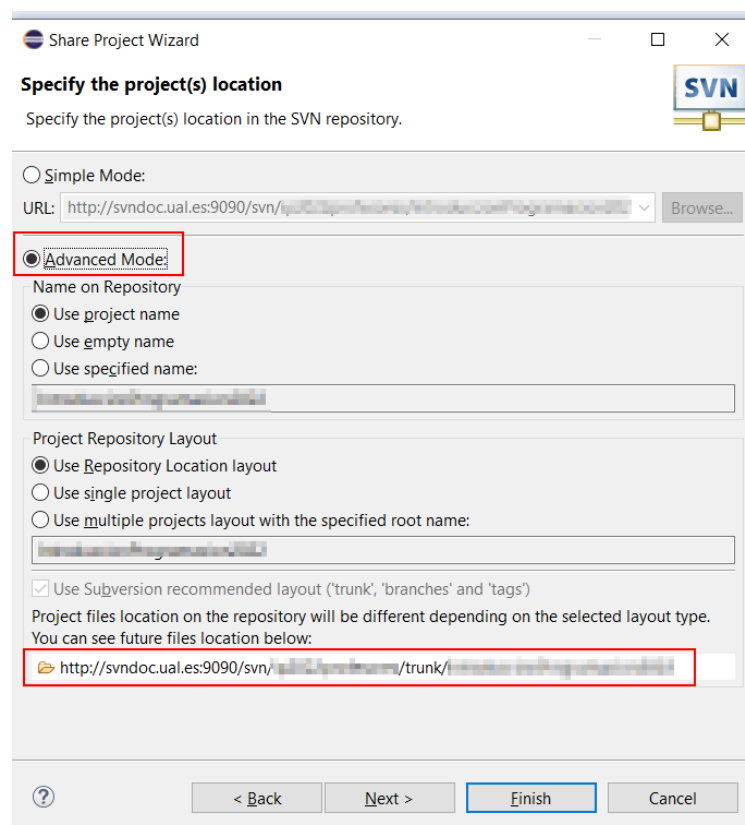 Share Project Wizard
Specify the project(s) location
SVN
Specify the project(s) location in the SVN repository.
Simple Mode:
URL: http://svndoc.ual.es:9090/svn/ Browse...
Advanced Mode:
Name on Repository
Use project name
Use empty name
Use specified name:
Project Repository Layout
Use Repository Location layout
Use single project layout
Use multiple projects layout with the specified root name:
Use Subversion recommended layout ('trunk', 'branches' and 'tags')
Project files location on the repository will be different depending on the selected layout type.
You can see future files location below:
http://svndoc.ual.es:9090/svn/ /trunk/
? < Back Next > Finish Cancel